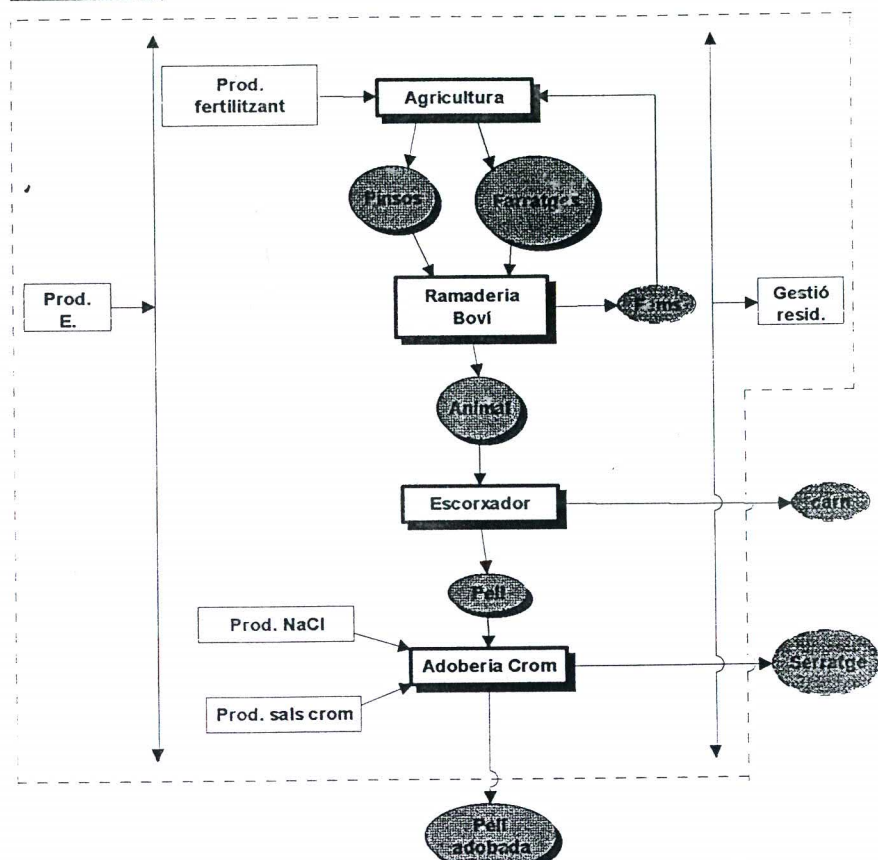 Prod.
fertilitzant
Agricultura
Pinsos
Farratges
Prod.
E.
Ramaderia
Boví
Fems
Gestió
resid.
Animal
Escorxador
carn
Pell
Prod. NaCl
Adoberia Crom
Serratge
Prod. sals crom
Pell
adobada